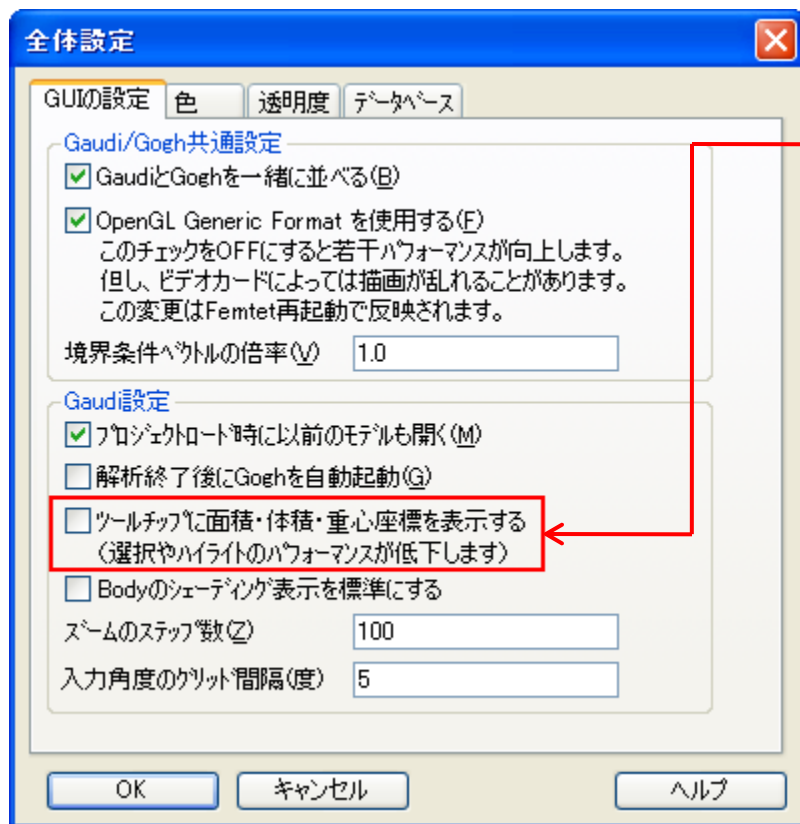 全体設定
GUIの設定 色 透明度 データベース
Gaudi/Gogh共通設定
GaudiとGoghを一緒に並べる(B)
OpenGL Generic Format を使用する(F)
このチェックをOFFにすると若干パフォーマンスが向上します。
但し、ビデオカードによっては描画が乱れることがあります。
この変更はFemtet再起動で反映されます。
境界条件ベクトルの倍率(V) 1.0
Gaudi設定
プロジェクトロード時に以前のモデルも開く(M)
解析終了後にGoghを自動起動(G)
ツールチップに面積・体積・重心座標を表示する
(選択やハイライトのパフォーマンスが低下します)
Bodyのシェーディング表示を標準にする
ズームのステップ数(Z) 100
入力角度のグリッド間隔(度) 5
OK キャンセル ヘルプ